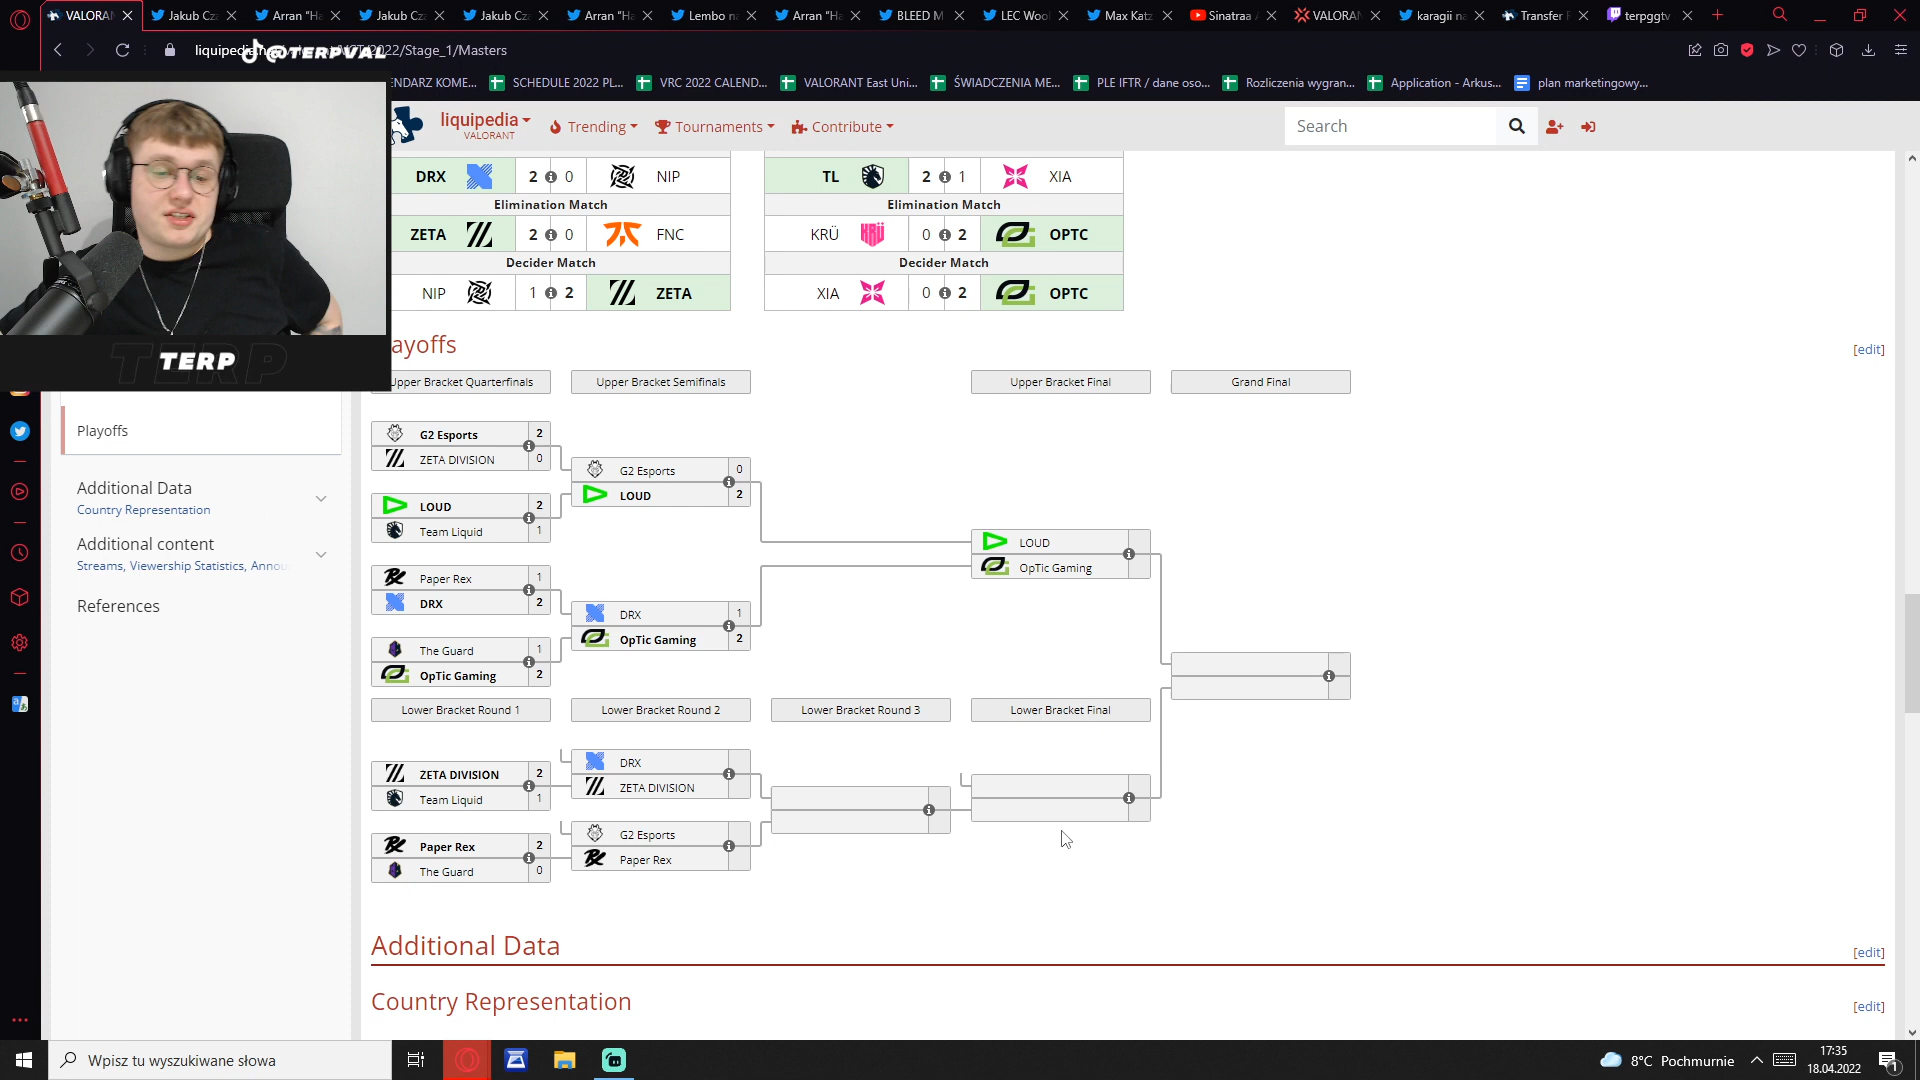 VALORAN
Jakub Cz
Arran "Ha
Jakub Cz
Jakub Cz
Arran "Ha
Lembo n
Arran "Ha
BLEED M
LEC Woo
Max Katz
Sinatraa
VALORAN
karagii n
Transfer
terpggtv
2022/Stage_1/Masters
@TERPVAL
ENDARZ KOME...
SCHEDULE 2022 PL...
VRC 2022 CALEND...
VALORANT East Uni...
ŚWIADCZENIA ME...
PLE IFTR / dane oso...
Rozliczenia wygran...
Application - Arkus...
plan marketingowy...
liquipedia
VALORANT
Trending
Tournaments
Contribute
Search
DRX 2 0 NIP
Elimination Match
ZETA 2 0 FNC
Decider Match
NIP 1 2 ZETA
TL 2 1 XIA
Elimination Match
KRÜ 0 2 OPTC
Decider Match
XIA 0 2 OPTC
TERP
ayoffs
[edit]
Upper Bracket Quarterfinals
Upper Bracket Semifinals
Upper Bracket Final
Grand Final
G2 Esports 2
ZETA DIVISION 0
LOUD 2
Team Liquid 1
Paper Rex 1
DRX 2
The Guard 1
OpTic Gaming 2
G2 Esports 0
LOUD 2
DRX 1
OpTic Gaming 2
LOUD
OpTic Gaming
Lower Bracket Round 1
Lower Bracket Round 2
Lower Bracket Round 3
Lower Bracket Final
ZETA DIVISION 2
Team Liquid 1
Paper Rex 2
The Guard 0
DRX
ZETA DIVISION
G2 Esports
Paper Rex
Playoffs
Additional Data
Country Representation
Additional content
Streams, Viewership Statistics, Annou
References
Additional Data
[edit]
Country Representation
[edit]
Wpisz tu wyszukiwane słowa
8°C Pochmurnie
17:35
18.04.2022
1